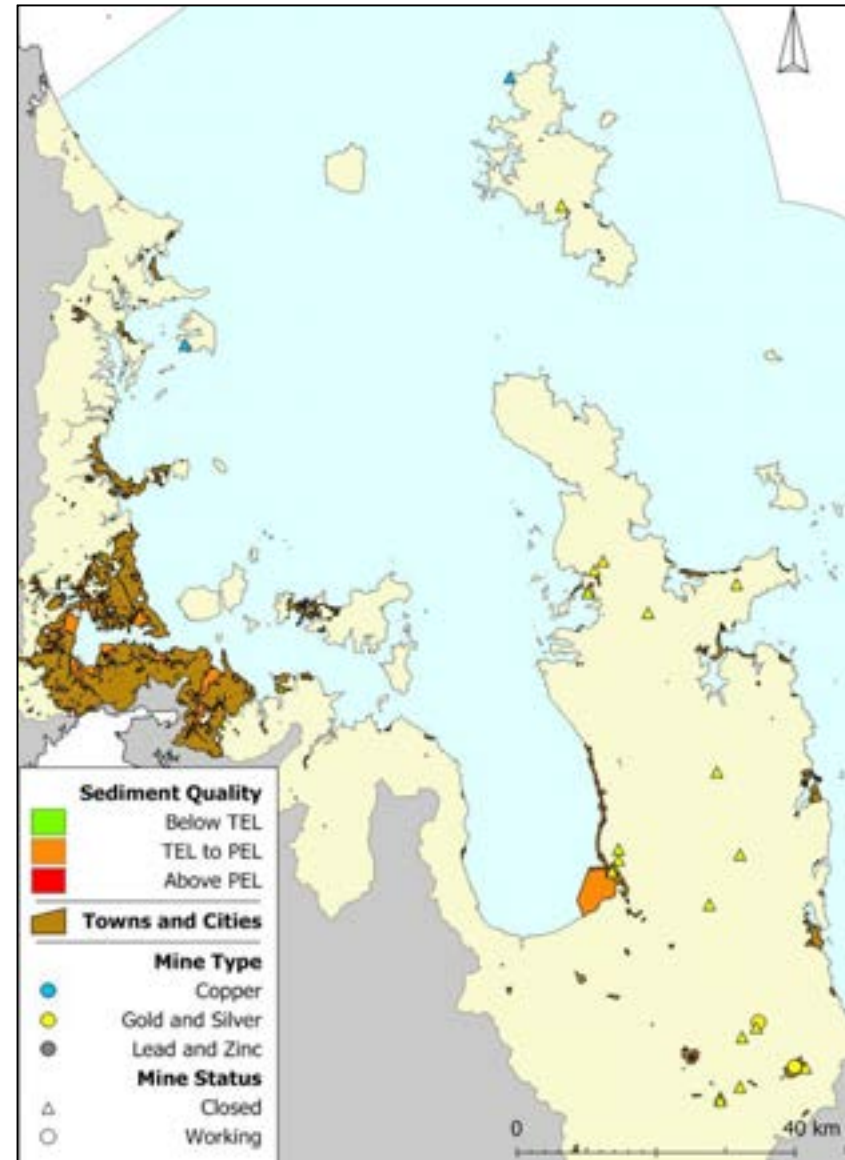 Sediment Quality
Below TEL
TEL to PEL
Above PEL
Towns and Cities
Mine Type
Copper
Gold and Silver
Lead and Zinc
Mine Status
Closed
Working
0 40 km